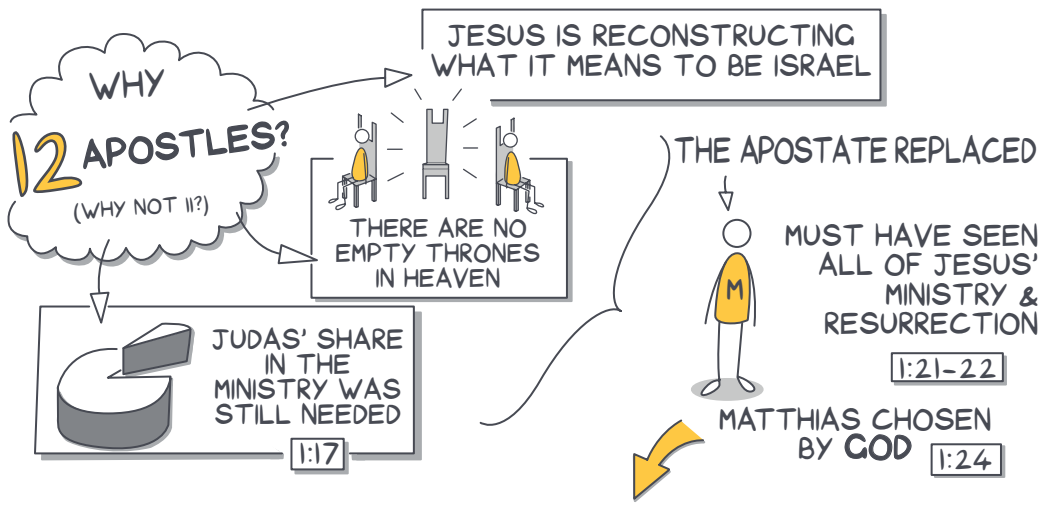 WHY
12 APOSTLES?
(WHY NOT 11?)
JESUS IS RECONSTRUCTING
WHAT IT MEANS TO BE ISRAEL
THERE ARE NO
EMPTY THRONES
IN HEAVEN
JUDAS' SHARE
IN THE
MINISTRY WAS
STILL NEEDED
1:17
THE APOSTATE REPLACED
M
MUST HAVE SEEN
ALL OF JESUS'
MINISTRY &
RESURRECTION
1:21-22
MATTHIAS CHOSEN
BY GOD
1:24